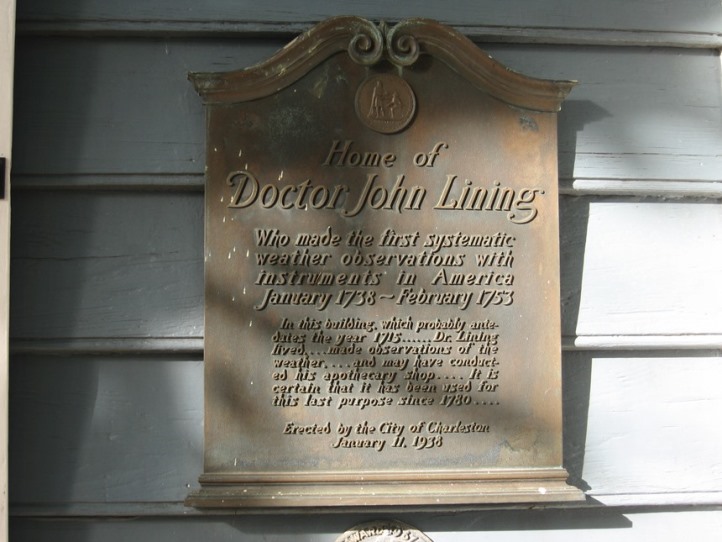 Home of
Doctor John Lining
Who made the first systematic
weather observations with
instruments in America
January 1738 ~ February 1753
In this building, which probably ante-
dates the year 1715...... Dr. Lining
lived....made observations of the
weather....and may have conduct-
ed his apothecary shop.... It is
certain that it has been used for
this last purpose since 1780....
Erected by the City of Charleston
January 11, 1938